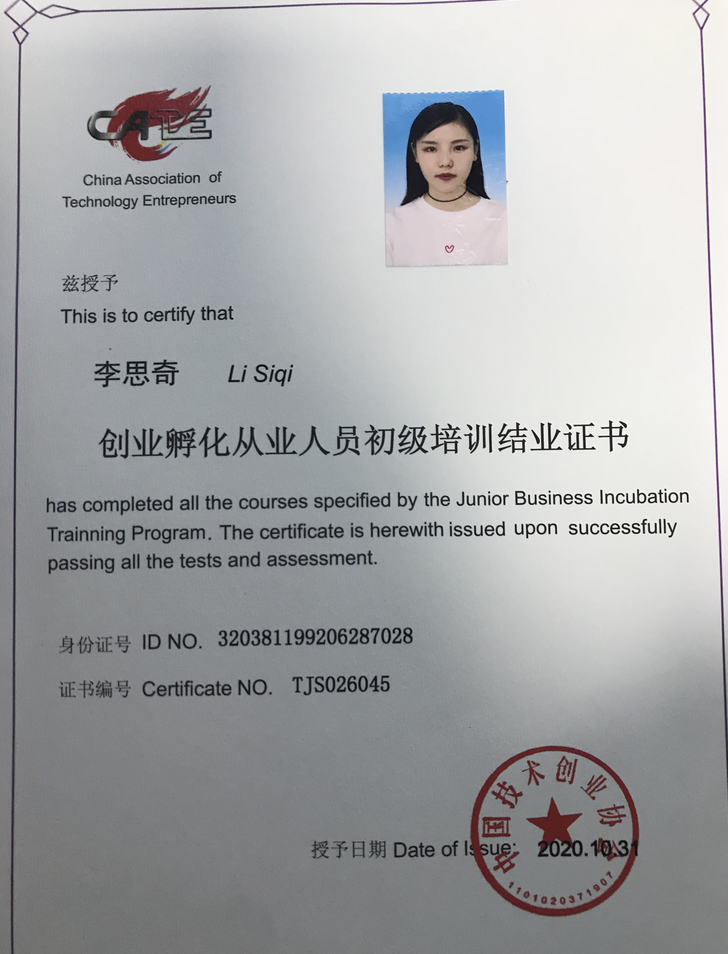 CATE
China Association of
Technology Entrepreneurs
兹授予
This is to certify that
李思奇 Li Siqi
创业孵化从业人员初级培训结业证书
has completed all the courses specified by the Junior Business Incubation
Trainning Program. The certificate is herewith issued upon successfully
passing all the tests and assessment.
身份证号 ID NO. 320381199206287028
证书编号 Certificate NO. TJS026045
中国技术创业协会
授予日期 Date of Issue: 2020.10.31
1101020371907